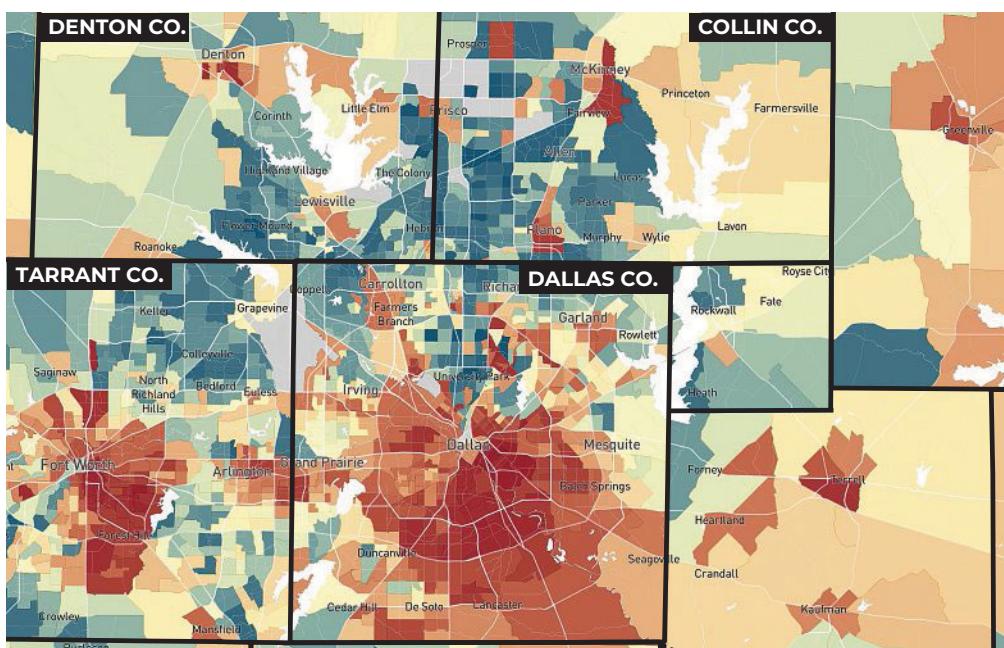 DENTON CO.
COLLIN CO.
Denton
Prosper
McKinney
Princeton
Little Elm
Frisco
Farmersville
Corinth
Fairview
Greenville
Allen
Highland Village
The Colony
Lucas
Lewisville
Parker
Flower Mound
Plano
Murphy
Wylie
Lavon
Roanoke
TARRANT CO.
DALLAS CO.
Coppell
Carrollton
Royse City
Keller
Grapevine
Farmers
Branch
Garland
Rowlett
Rockwall
Fate
Colleyville
Saginaw
North
Richland
Hills
Bedford
Euless
Irving
University Park
Heath
Fort Worth
Arlington
Grand Prairie
Dallas
Mesquite
Balch Springs
Forney
Terrell
Forest Hill
Heartland
Duncanville
Seagoville
Crandall
Crowley
Mansfield
Cedar Hill
De Soto
Lancaster
Kaufman